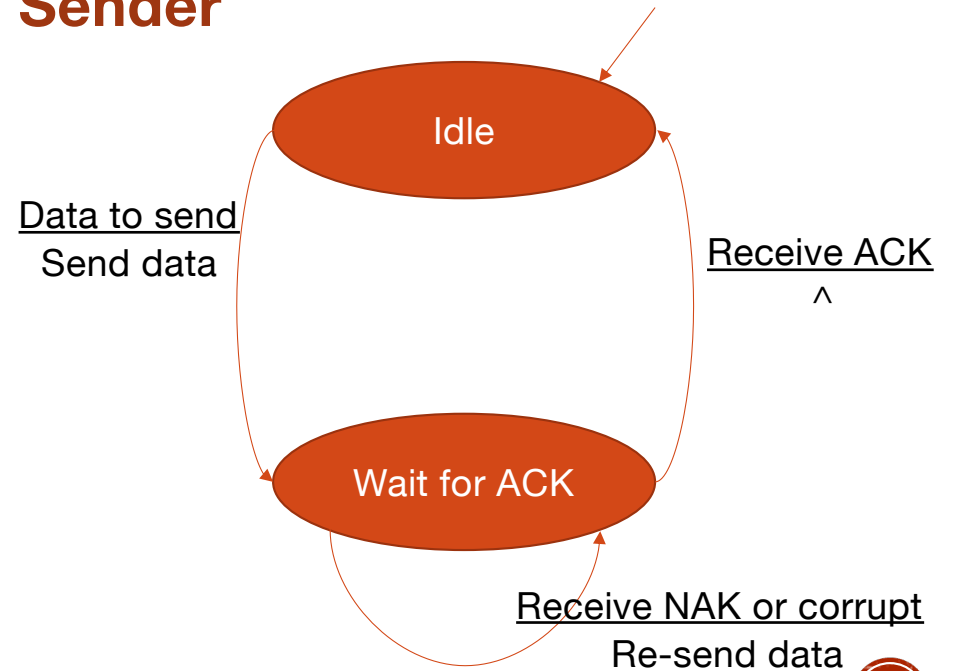 Sender
Idle
Data to send
Send data
Receive ACK
^
Wait for ACK
Receive NAK or corrupt
Re-send data